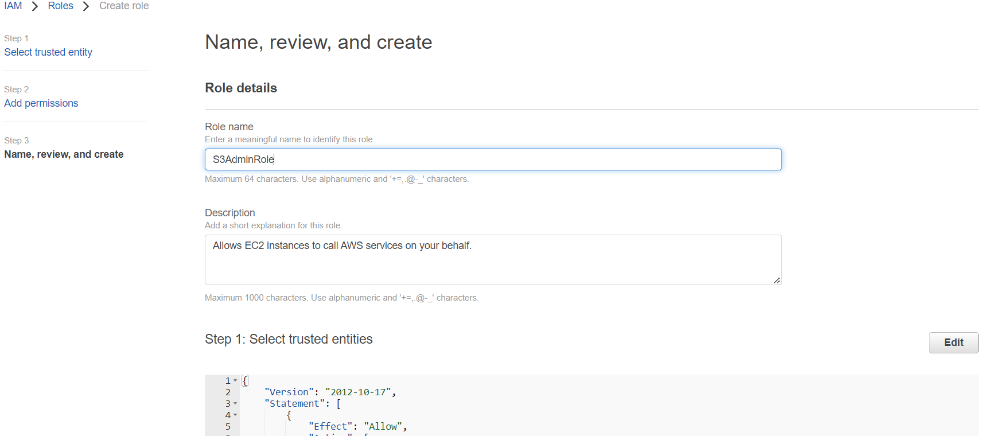 IAM > Roles > Create role
Step 1
Select trusted entity
Step 2
Add permissions
Step 3
Name, review, and create
Name, review, and create
Role details
Role name
Enter a meaningful name to identify this role.
S3AdminRole
Maximum 64 characters. Use alphanumeric and '+=,.@-_' characters.
Description
Add a short explanation for this role.
Allows EC2 instances to call AWS services on your behalf.
Maximum 1000 characters. Use alphanumeric and '+=,.@-_' characters.
Step 1: Select trusted entities
Edit
1 {
2 "Version": "2012-10-17",
3 "Statement": [
4 {
5 "Effect": "Allow",